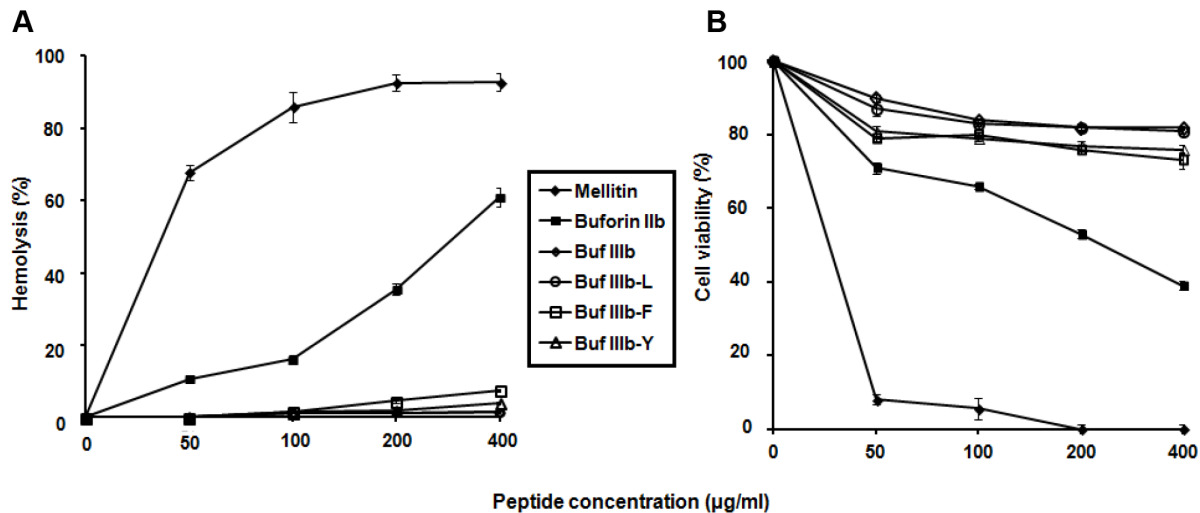 A
B
100
80
60
40
20
0
Hemolysis (%)
0
50
100
200
400
Mellitin
Buforin IIb
Buf IIIb
Buf IIIb-L
Buf IIIb-F
Buf IIIb-Y
100
80
60
40
20
0
Cell viability (%)
0
50
100
200
400
Peptide concentration (µg/ml)